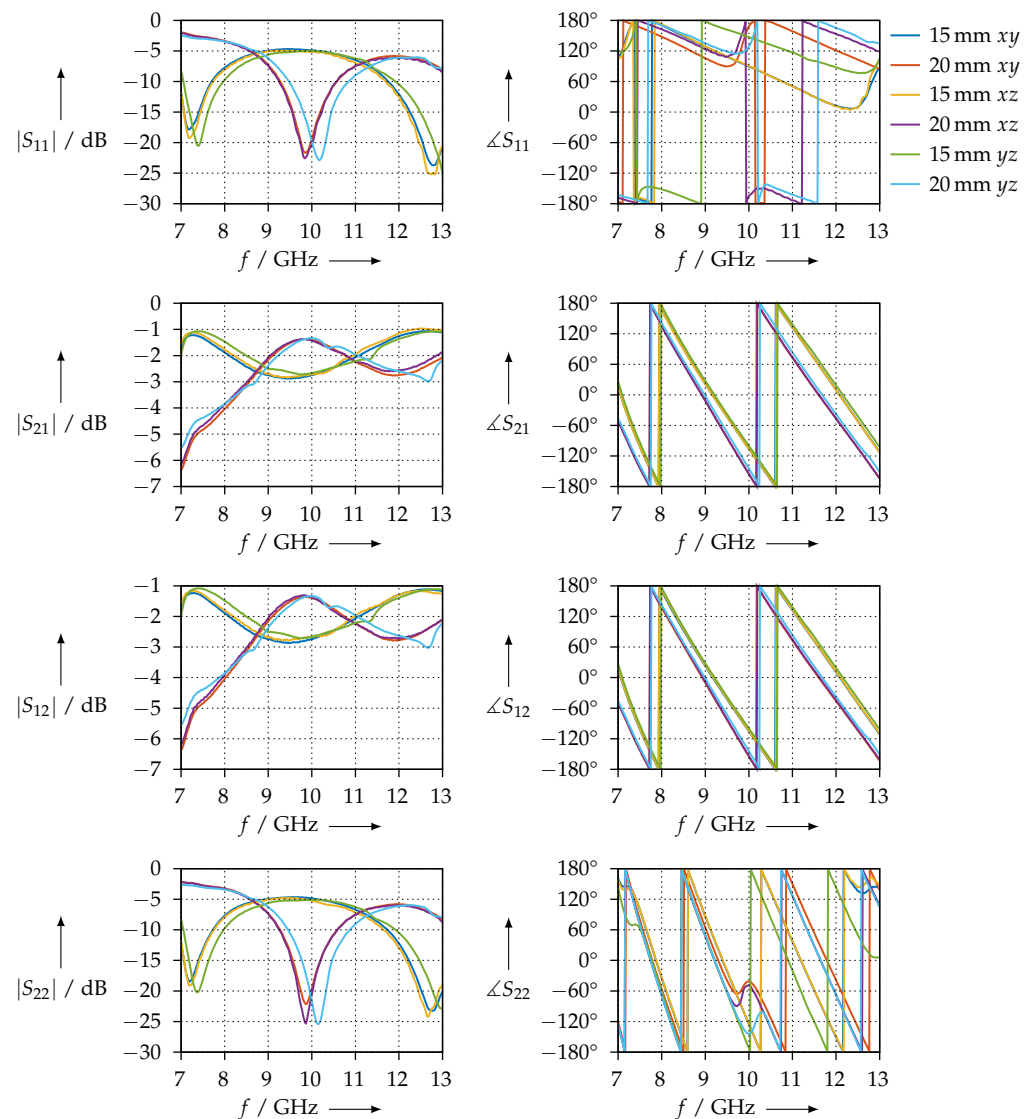 0
−5
−10
−15
−20
−25
−30
|S11| / dB
7 8 9 10 11 12 13
f / GHz
180°
120°
60°
0°
−60°
−120°
−180°
∡S11
7 8 9 10 11 12 13
f / GHz
15 mm xy
20 mm xy
15 mm xz
20 mm xz
15 mm yz
20 mm yz
0
−1
−2
−3
−4
−5
−6
−7
|S21| / dB
7 8 9 10 11 12 13
f / GHz
180°
120°
60°
0°
−60°
−120°
−180°
∡S21
7 8 9 10 11 12 13
f / GHz
−1
−2
−3
−4
−5
−6
−7
|S12| / dB
7 8 9 10 11 12 13
f / GHz
180°
120°
60°
0°
−60°
−120°
−180°
∡S12
7 8 9 10 11 12 13
f / GHz
0
−5
−10
−15
−20
−25
−30
|S22| / dB
7 8 9 10 11 12 13
f / GHz
180°
120°
60°
0°
−60°
−120°
−180°
∡S22
7 8 9 10 11 12 13
f / GHz